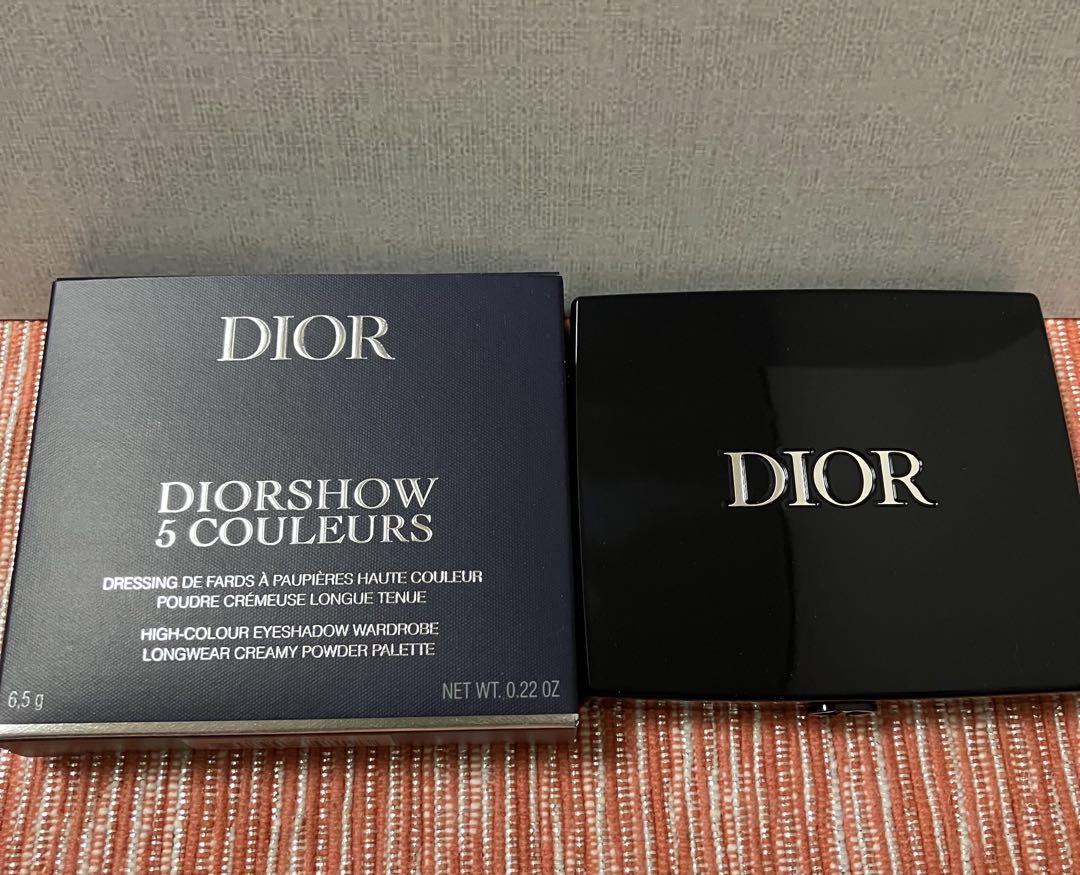 DIOR
DIORSHOW
5 COULEURS
DRESSING DE FARDS À PAUPIÈRES HAUTE COULEUR
POUDRE CRÉMEUSE LONGUE TENUE
HIGH-COLOUR EYESHADOW WARDROBE
LONGWEAR CREAMY POWDER PALETTE
6,5 g
NET WT. 0.22 OZ
DIOR